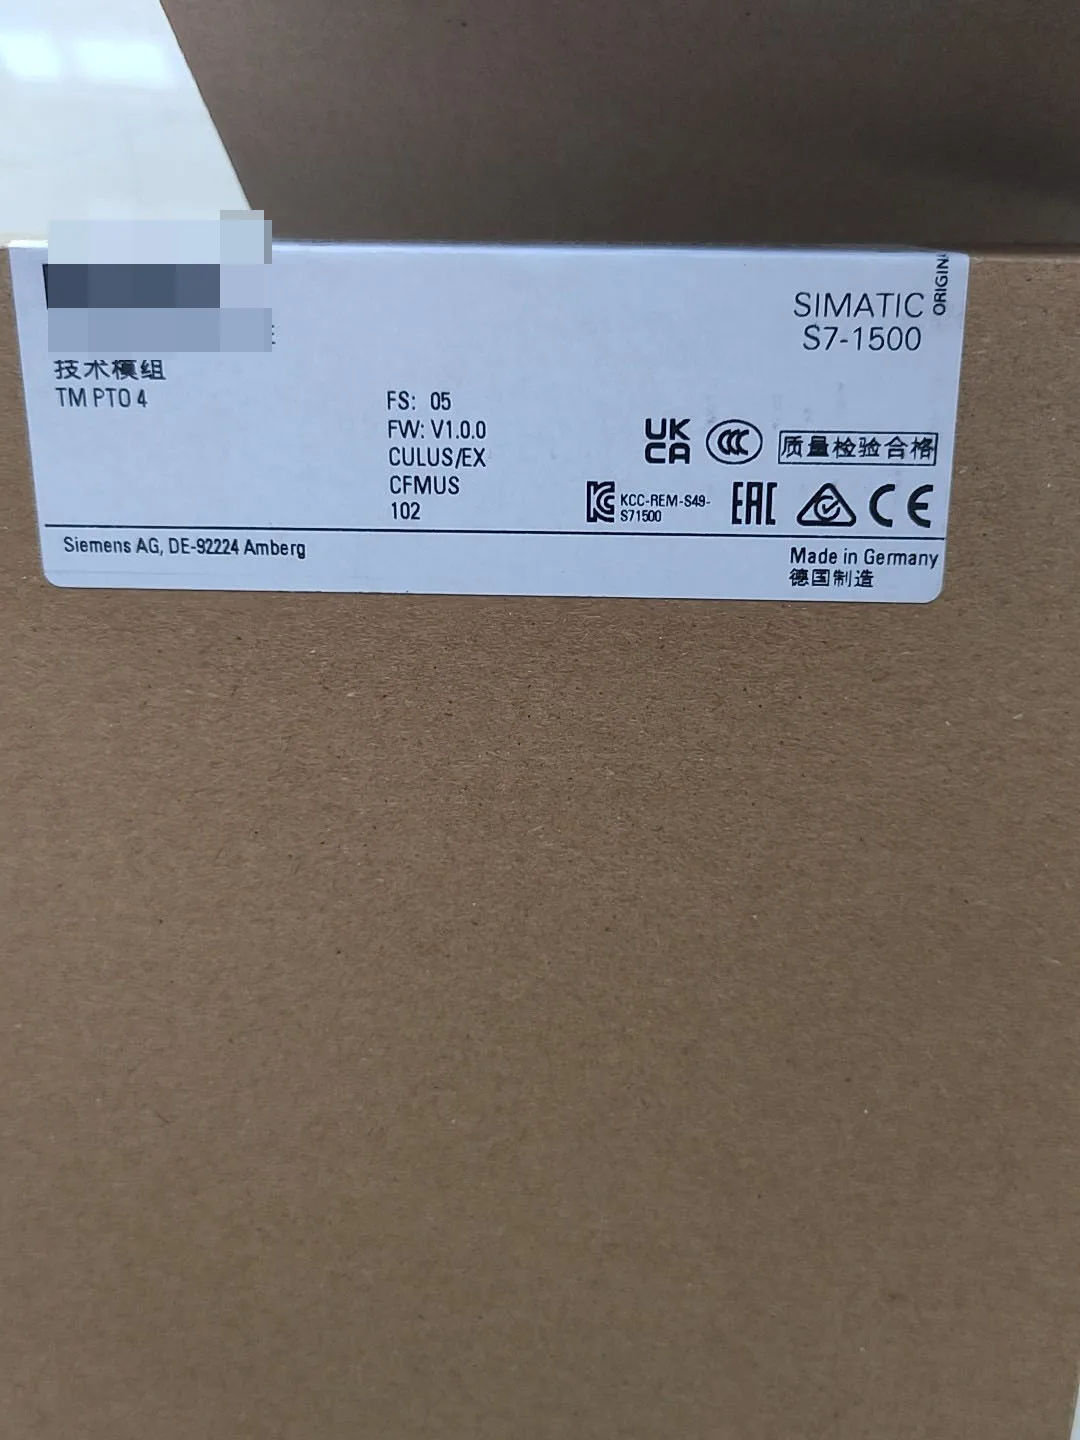 SIMATIC
S7-1500
ORIGIN
技术模组
TM PTO 4
FS: 05
FW: V1.0.0
CULUS/EX
CFMUS
102
UK
CA
CCC
质量检验合格
KCC-REM-S49-
S71500
EAC
CE
Siemens AG, DE-92224 Amberg
Made in Germany
德国制造